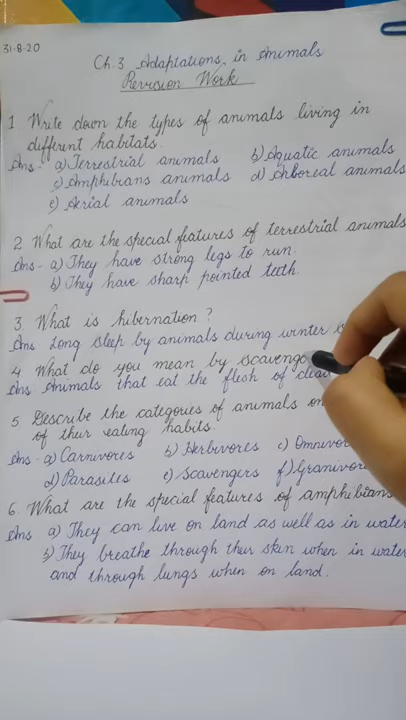 31-8-20
Ch.3 Adaptations in Animals
Revision Work
1 Write down the types of animals living in
different habitats.
Ans- a) Terrestrial animals b) Aquatic animals
c) Amphibians animals d) Arboreal animals
e) Aerial animals
2. What are the special features of terrestrial animals
Ans- a) They have strong legs to run.
b) They have sharp pointed teeth.
3. What is hibernation?
Ans Long sleep by animals during winter
4. What do you mean by scavenge
Ans Animals that eat the flesh of dead
5 Describe the categories of animals on
of their eating habits.
Ans- a) Carnivores b) Herbivores c) Omnivo
d) Parasites e) Scavengers f) Granivor
6. What are the special features of amphibians
Ans a) They can live on land as well as in water
b) They breathe through their skin when in water
and through lungs when on land.